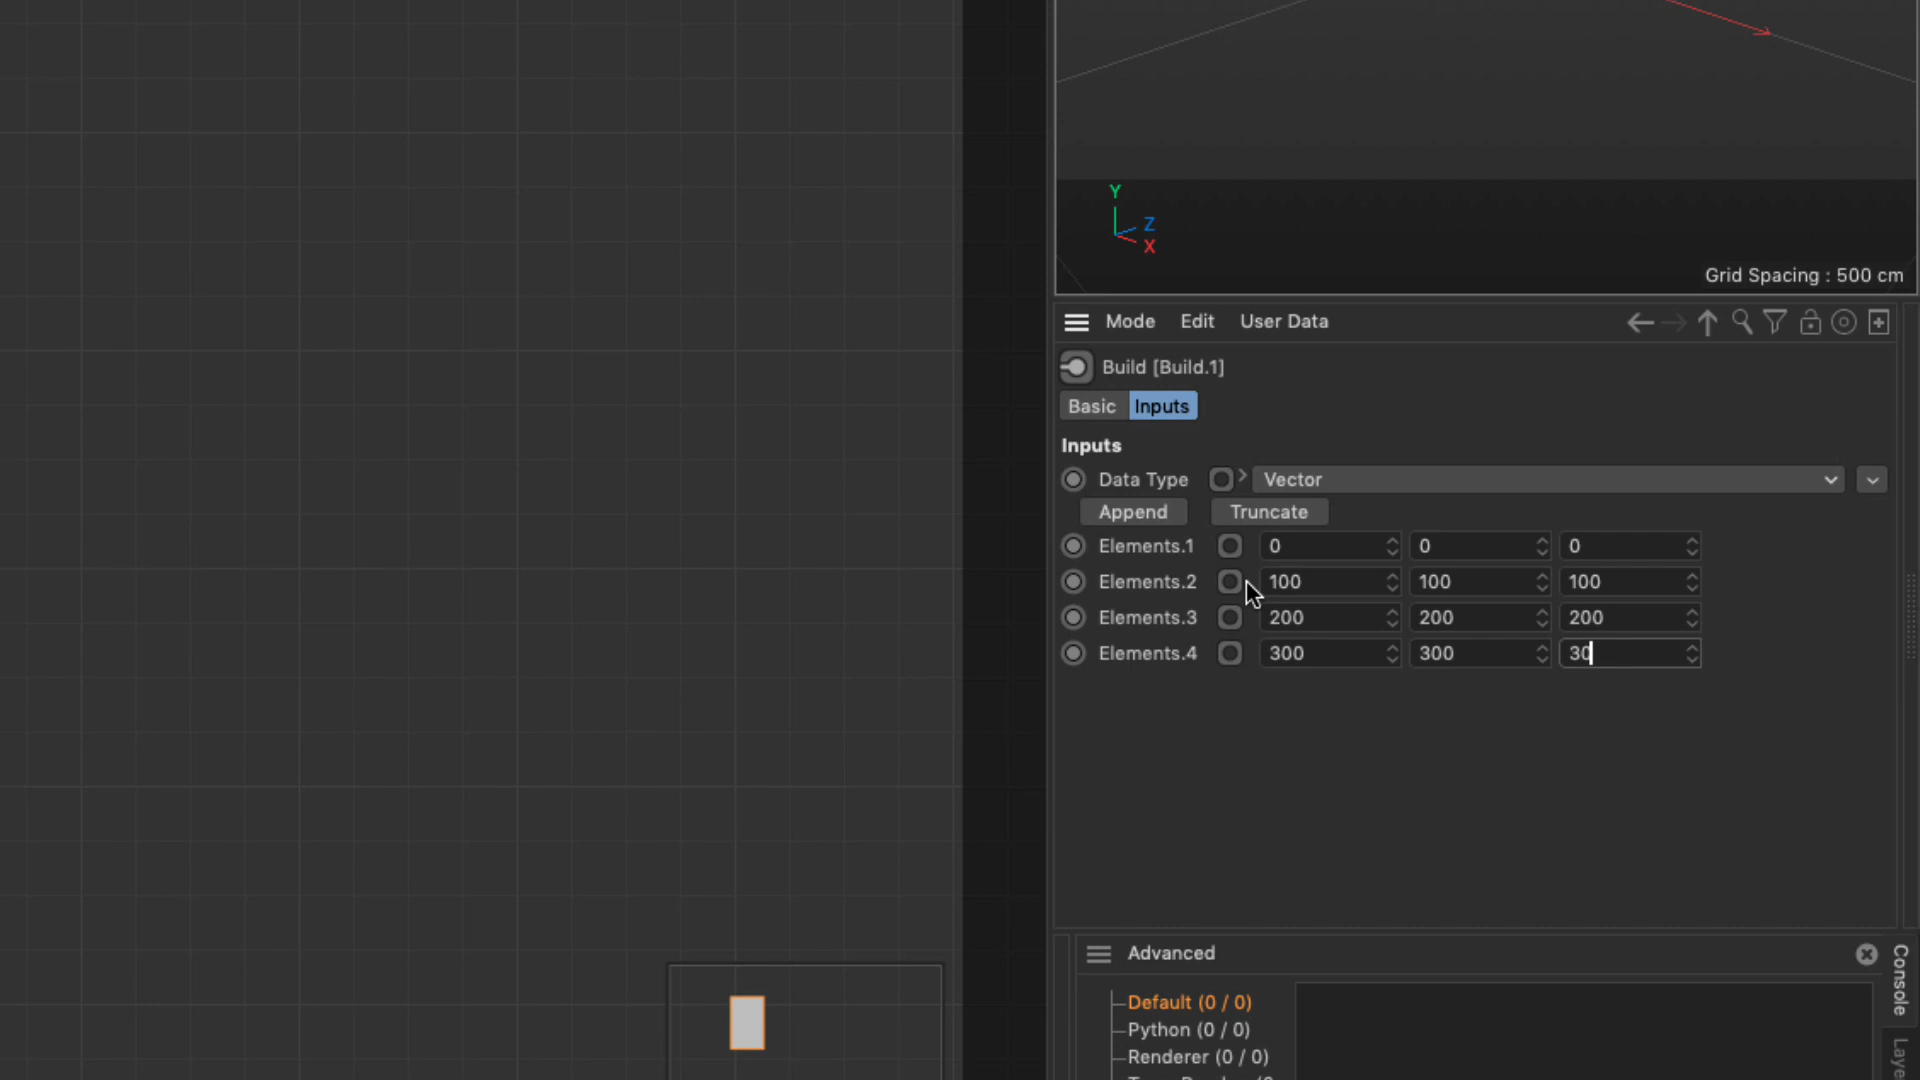 Y
Z
X
Grid Spacing : 500 cm
Mode Edit User Data
Build [Build.1]
Basic Inputs
Inputs
Data Type Vector
Append Truncate
Elements.1 0 0 0
Elements.2 100 100 100
Elements.3 200 200 200
Elements.4 300 300 30
Advanced
Console
Default (0 / 0)
Python (0 / 0)
Renderer (0 / 0)